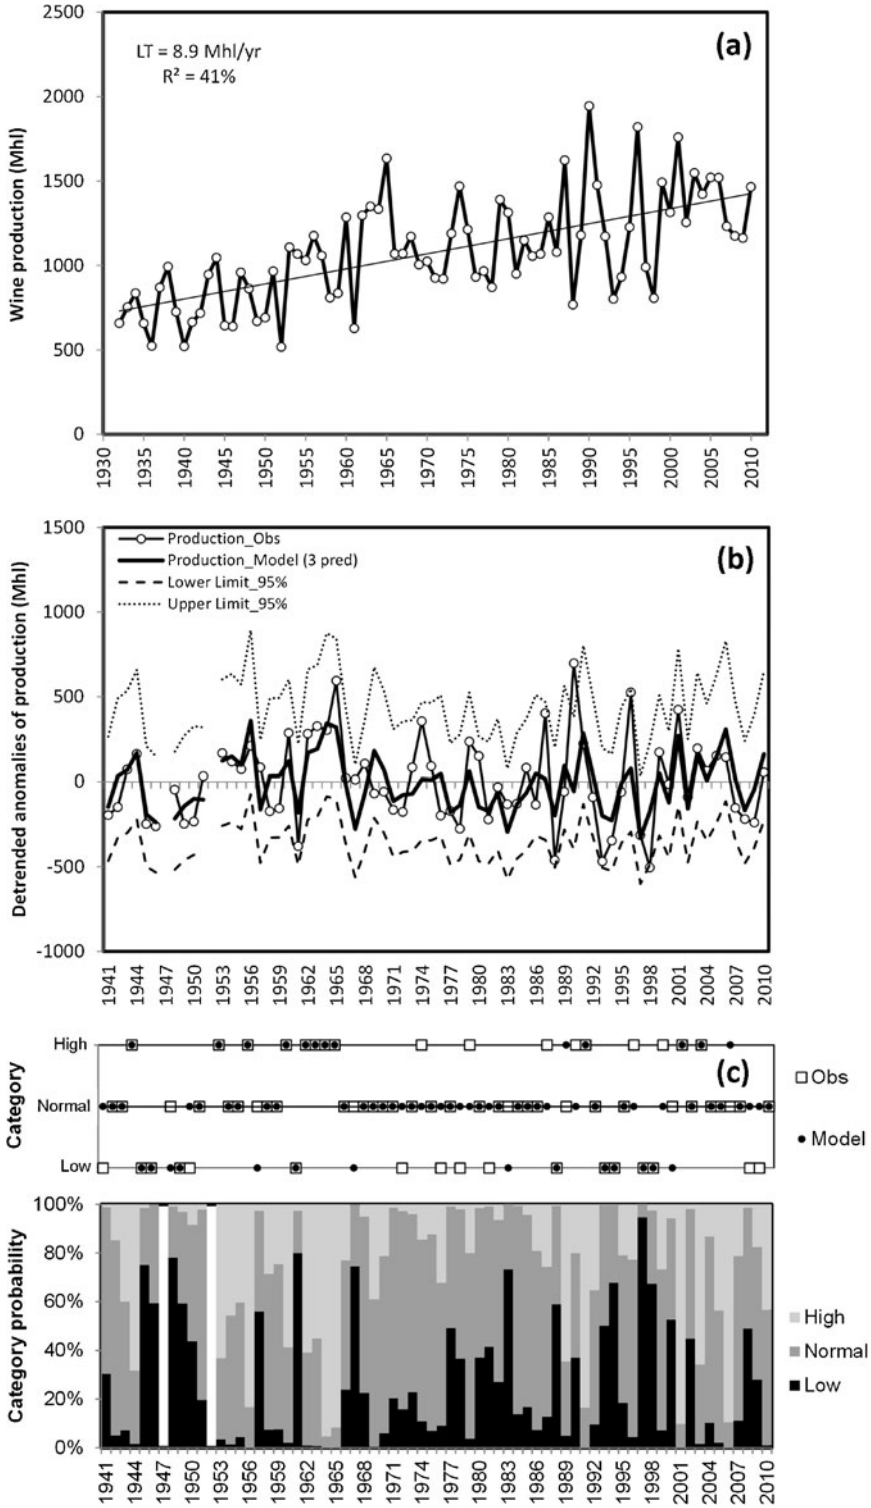 (a)
LT = 8.9 Mhl/yr
R² = 41%
Wine production (Mhl)
2500
2000
1500
1000
500
0
1930 1935 1940 1945 1950 1955 1960 1965 1970 1975 1980 1985 1990 1995 2000 2005 2010
(b)
Production_Obs
Production_Model (3 pred)
Lower Limit_95%
Upper Limit_95%
Detrended anomalies of production (Mhl)
1500
1000
500
0
-500
-1000
1941 1944 1947 1950 1953 1956 1959 1962 1965 1968 1971 1974 1977 1980 1983 1986 1989 1992 1995 1998 2001 2004 2007 2010
(c)
Category
High
Normal
Low
Obs
Model
Category probability
100%
80%
60%
40%
20%
0%
High
Normal
Low
1941 1944 1947 1950 1953 1956 1959 1962 1965 1968 1971 1974 1977 1980 1983 1986 1989 1992 1995 1998 2001 2004 2007 2010